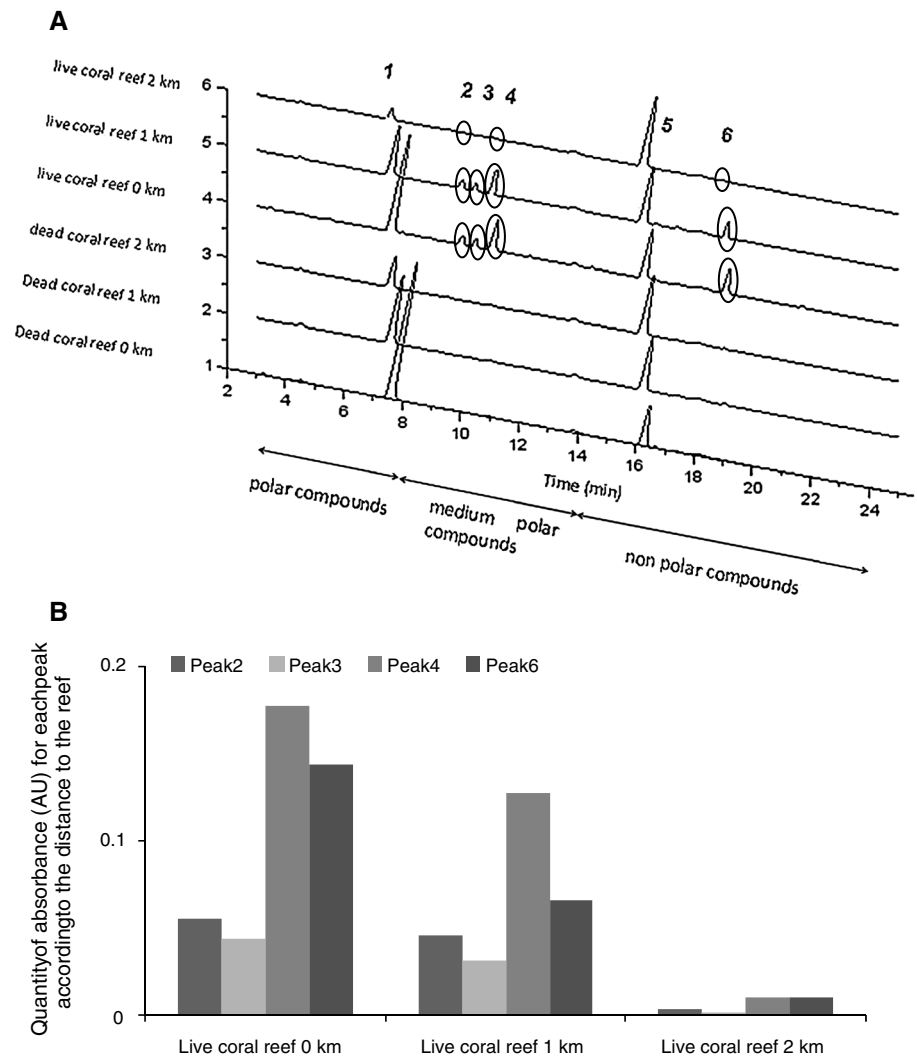 A
live coral reef 2 km
live coral reef 1 km
live coral reef 0 km
dead coral reef 2 km
Dead coral reef 1 km
Dead coral reef 0 km
6
5
4
3
2
1
1
2 3 4
5
6
2
4
6
8
10
12
14
16
18
20
22
24
Time (min)
polar compounds
medium polar
compounds
non polar compounds
B
Quantityof absorbance (AU) for eachpeak
accordingto the distance to the reef
0.2
0.1
0
Peak2 Peak3 Peak4 Peak6
Live coral reef 0 km Live coral reef 1 km Live coral reef 2 km